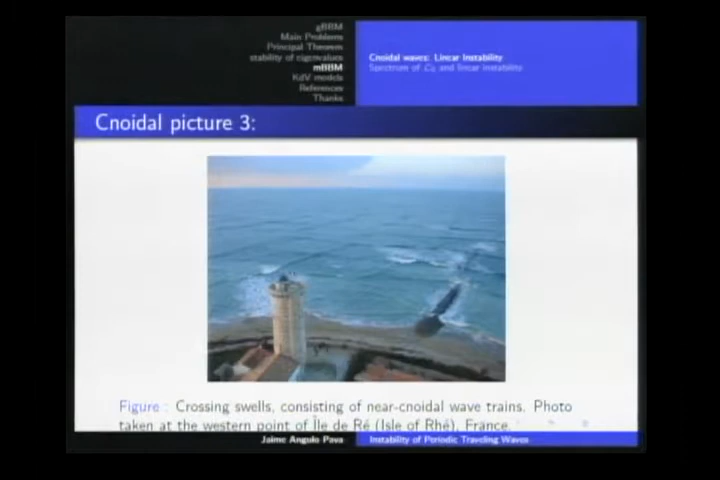 gBBM
Main Problems
Principal Theorem
stability of eigenvalues
mBBM
KdV models
References
Thanks
Cnoidal waves: Linear Instability
Spectrum of and linear instability
Cnoidal picture 3:
Figure : Crossing swells, consisting of near-cnoidal wave trains. Photo
taken at the western point of Île de Ré (Isle of Rhé), France.
Jaime Angulo Pava
Instability of Periodic Traveling Waves